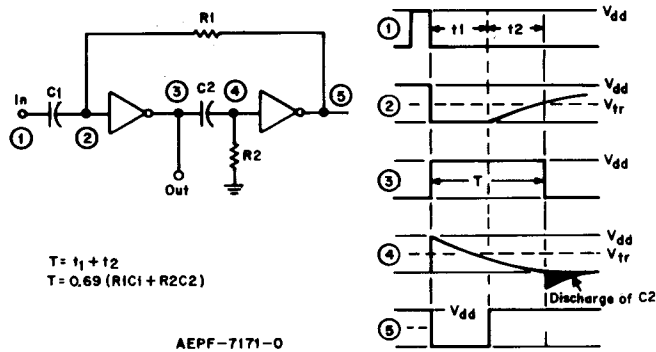 R1
In
C1
C2
1
2
3
4
5
R2
Out
T = t1 + t2
T = 0.69 (R1C1 + R2C2)
AEPF-7171-0
1
t1
t2
Vdd
2
Vdd
Vtr
3
T
Vdd
4
Vdd
Vtr
Discharge of C2
5
Vdd